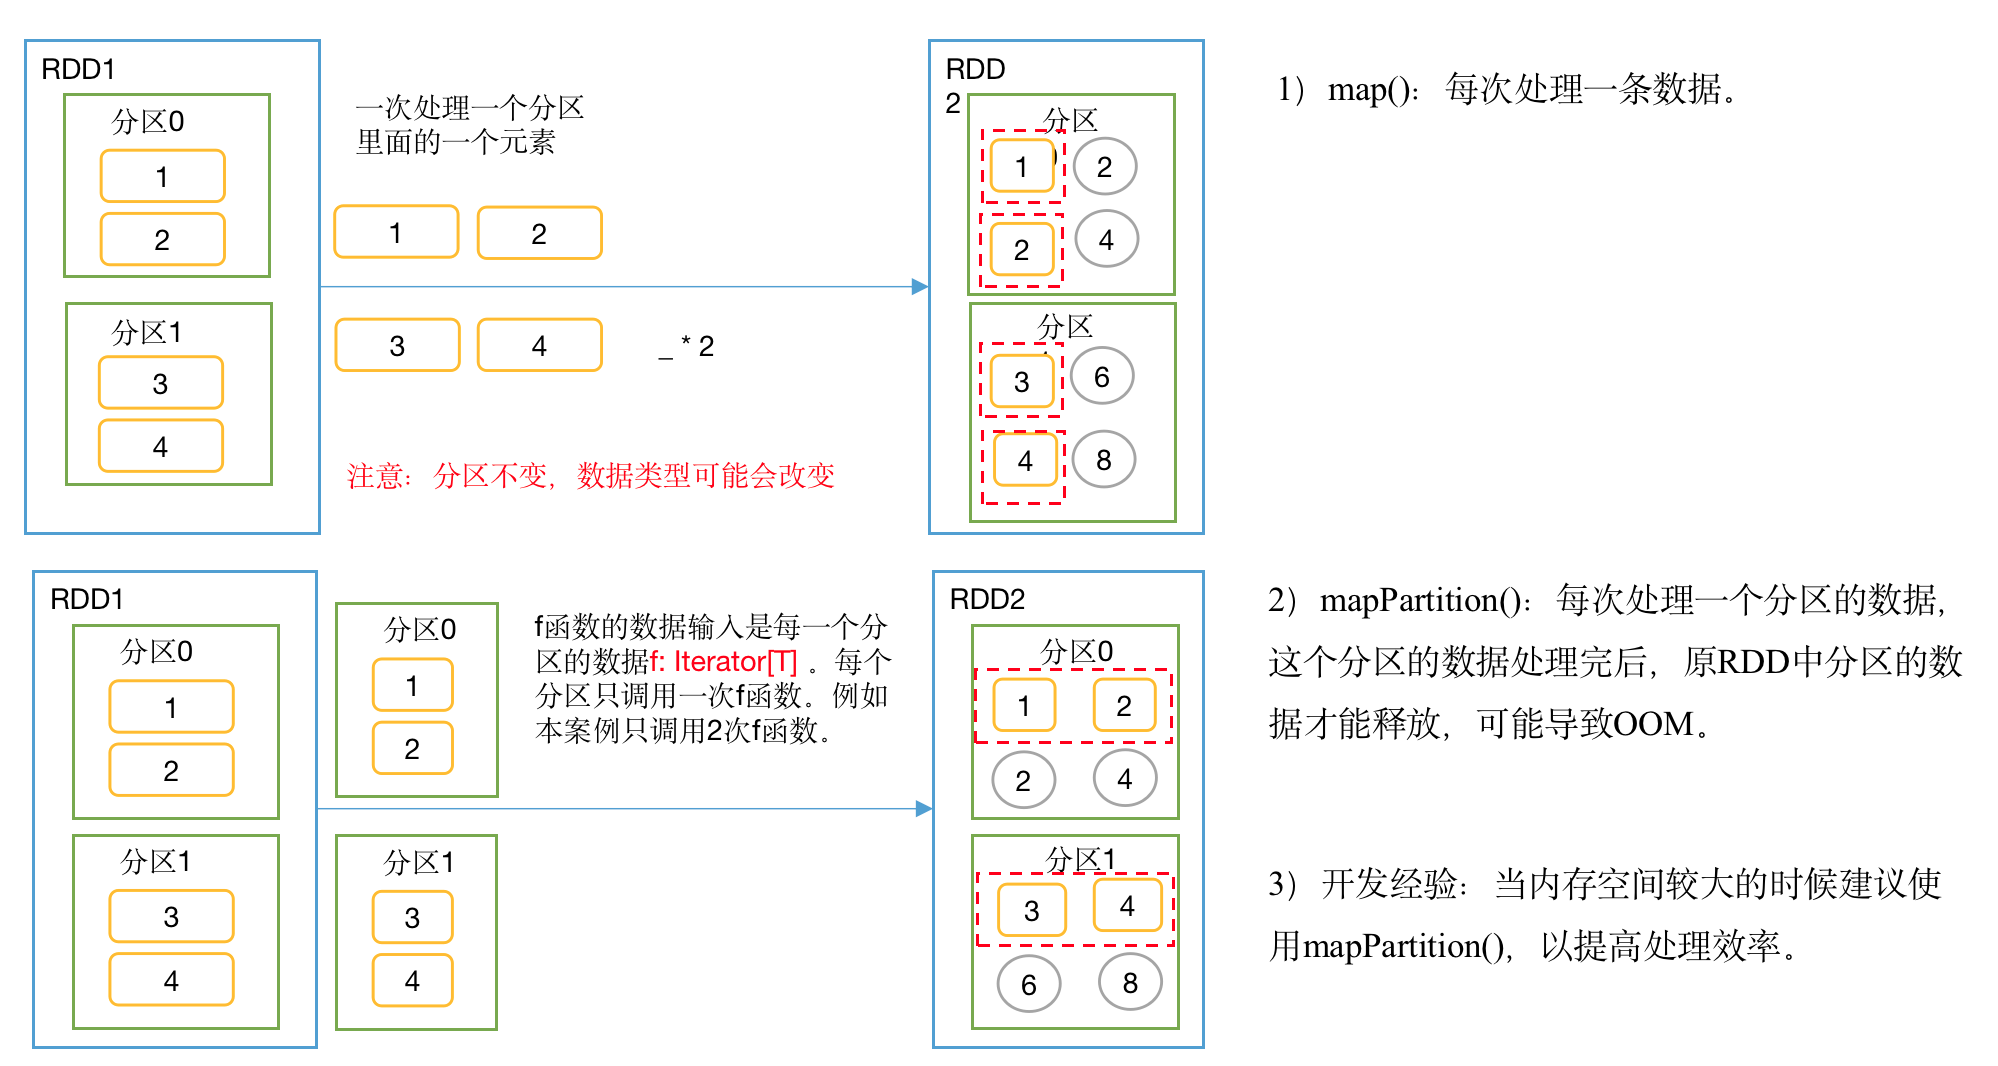 RDD1
分区0
1
2
分区1
3
4
一次处理一个分区
里面的一个元素
1 2
3 4 _ * 2
注意：分区不变，数据类型可能会改变
RDD
2
分区
1 2
2 4
分区
3 6
4 8
1）map()：每次处理一条数据。
RDD1
分区0
1
2
分区1
3
4
分区0
1
2
分区1
3
4
f函数的数据输入是每一个分
区的数据f: Iterator[T] 。每个
分区只调用一次f函数。例如
本案例只调用2次f函数。
RDD2
分区0
1 2
2 4
分区1
3 4
6 8
2）mapPartition()：每次处理一个分区的数据，
这个分区的数据处理完后，原RDD中分区的数
据才能释放，可能导致OOM。
3）开发经验：当内存空间较大的时候建议使
用mapPartition()，以提高处理效率。